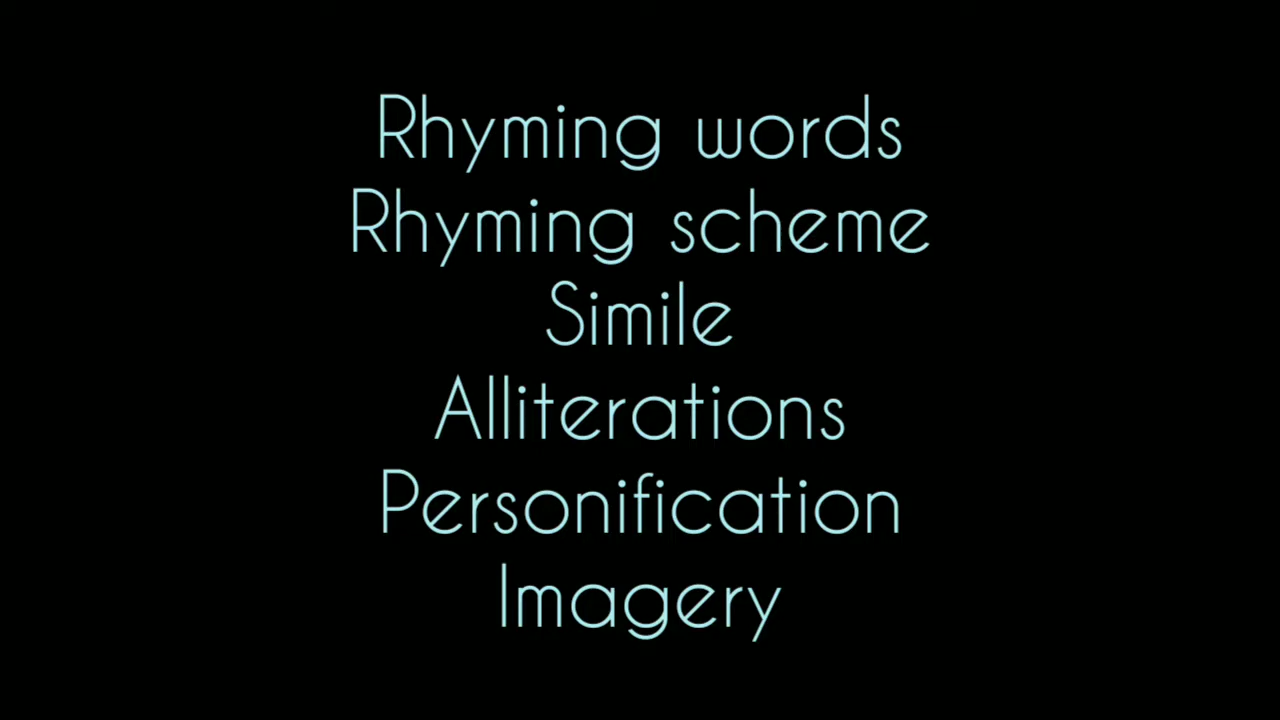 Rhyming words
Rhyming scheme
Simile
Alliterations
Personification
Imagery